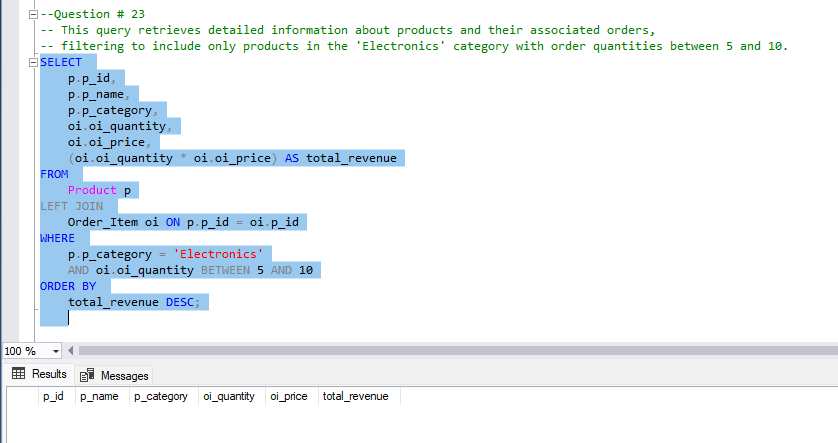 --Question # 23
-- This query retrieves detailed information about products and their associated orders,
-- filtering to include only products in the 'Electronics' category with order quantities between 5 and 10.
SELECT
p.p_id,
p.p_name,
p.p_category,
oi.oi_quantity,
oi.oi_price,
(oi.oi_quantity * oi.oi_price) AS total_revenue
FROM
Product p
LEFT JOIN
Order_Item oi ON p.p_id = oi.p_id
WHERE
p.p_category = 'Electronics'
AND oi.oi_quantity BETWEEN 5 AND 10
ORDER BY
total_revenue DESC;
100 %
Results Messages
p_id p_name p_category oi_quantity oi_price total_revenue